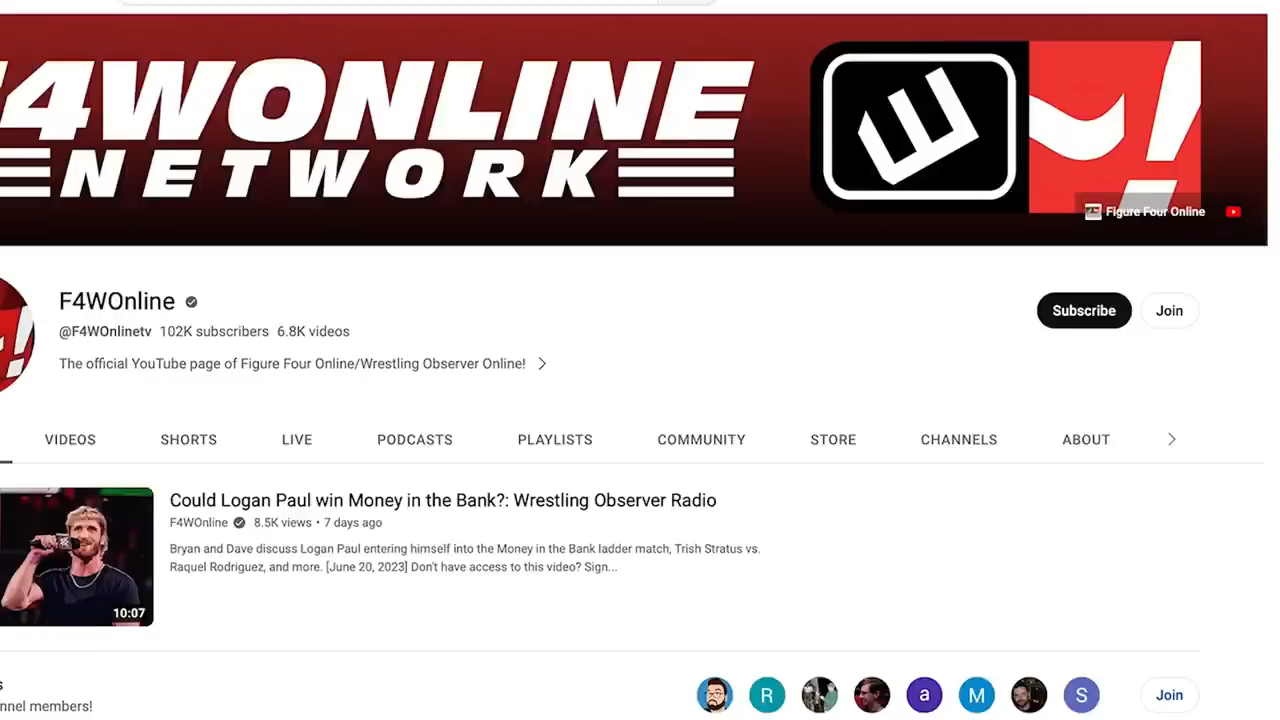 F4WONLINE
NETWORK
Figure Four Online
F4WOnline
@F4WOnlinetv 102K subscribers 6.8K videos
The official YouTube page of Figure Four Online/Wrestling Observer Online!
Subscribe
Join
VIDEOS SHORTS LIVE PODCASTS PLAYLISTS COMMUNITY STORE CHANNELS ABOUT
Could Logan Paul win Money in the Bank?: Wrestling Observer Radio
F4WOnline 8.5K views • 7 days ago
Bryan and Dave discuss Logan Paul entering himself into the Money in the Bank ladder match, Trish Stratus vs.
Raquel Rodriguez, and more. [June 20, 2023] Don't have access to this video? Sign...
10:07
s
nnel members!
R a M S
Join